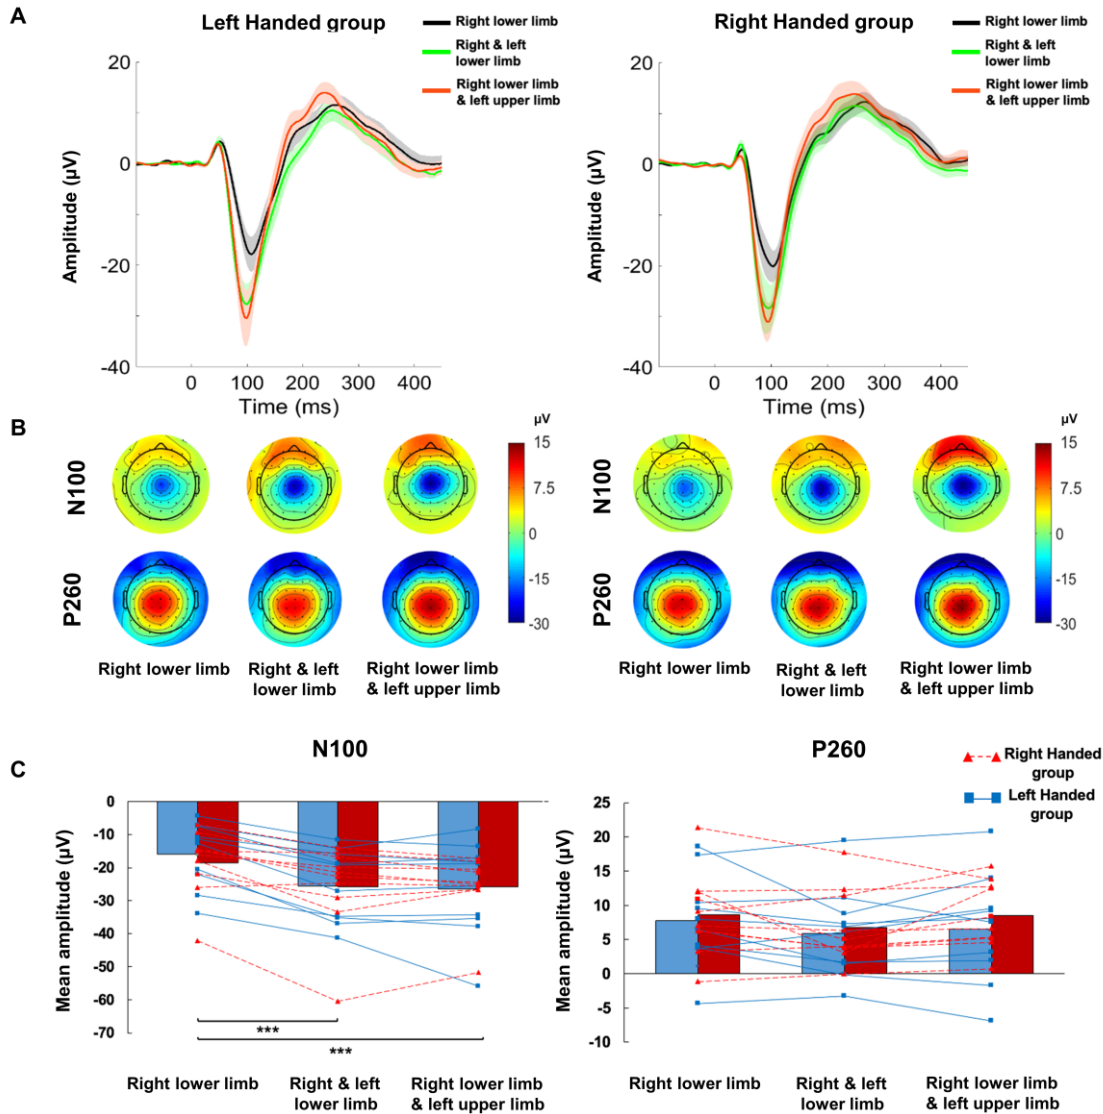 A
Left Handed group
Right lower limb
Right & left
lower limb
Right lower limb
& left upper limb
20
0
-20
-40
Amplitude (µV)
0
100
200
300
400
Time (ms)
Right Handed group
Right lower limb
Right & left
lower limb
Right lower limb
& left upper limb
20
0
-20
-40
Amplitude (µV)
0
100
200
300
400
Time (ms)
B
N100
P260
µV
15
7.5
0
-15
-30
Right lower limb
Right & left
lower limb
Right lower limb
& left upper limb
N100
P260
µV
15
7.5
0
-15
-30
Right lower limb
Right & left
lower limb
Right lower limb
& left upper limb
C
N100
0
-10
-20
-30
-40
-50
-60
-70
Mean amplitude (µV)
***
***
Right lower limb
Right & left
lower limb
Right lower limb
& left upper limb
P260
Right Handed
group
Left Handed
group
25
20
15
10
5
0
-5
-10
Mean amplitude (µV)
Right lower limb
Right & left
lower limb
Right lower limb
& left upper limb